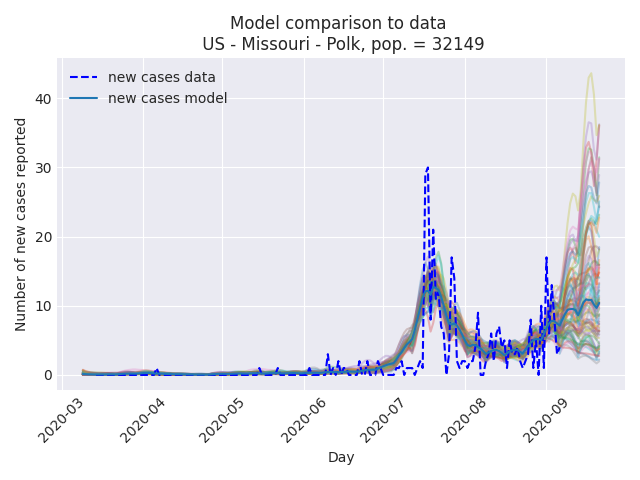 Model comparison to data
US - Missouri - Polk, pop. = 32149
new cases data
new cases model
Number of new cases reported
40
30
20
10
0
2020-03
2020-04
2020-05
2020-06
2020-07
2020-08
2020-09
Day